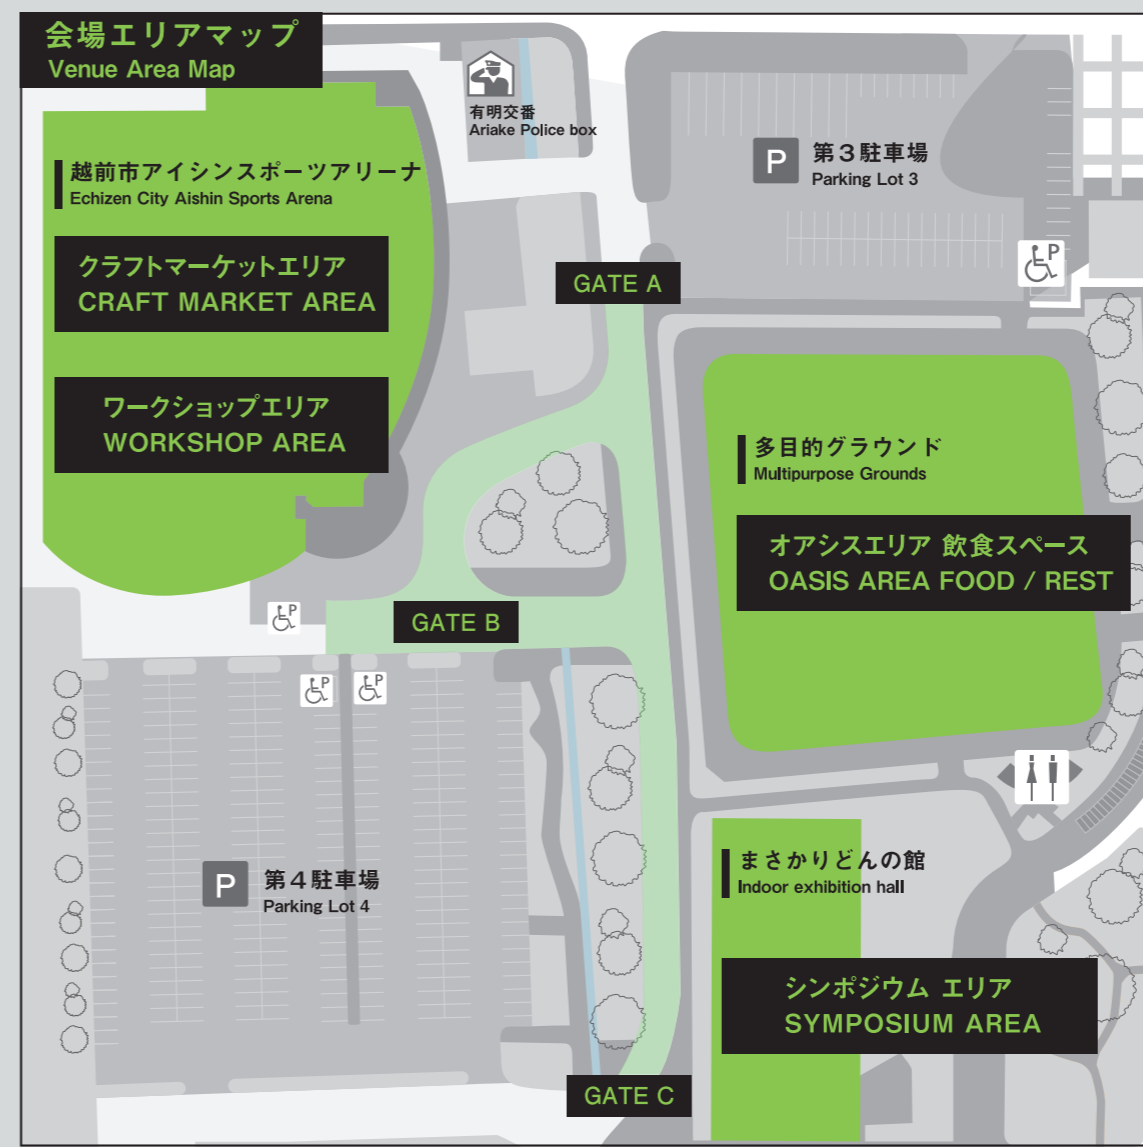 会場エリアマップ
Venue Area Map
有明交番
Ariake Police box
P
第3駐車場
Parking Lot 3
越前市アイシンスポーツアリーナ
Echizen City Aishin Sports Arena
クラフトマーケットエリア
CRAFT MARKET AREA
P
GATE A
ワークショップエリア
WORKSHOP AREA
多目的グラウンド
Multipurpose Grounds
オアシスエリア 飲食スペース
OASIS AREA FOOD / REST
P
GATE B
P
P
P
第4駐車場
Parking Lot 4
まさかりどんの館
Indoor exhibition hall
シンポジウム エリア
SYMPOSIUM AREA
GATE C